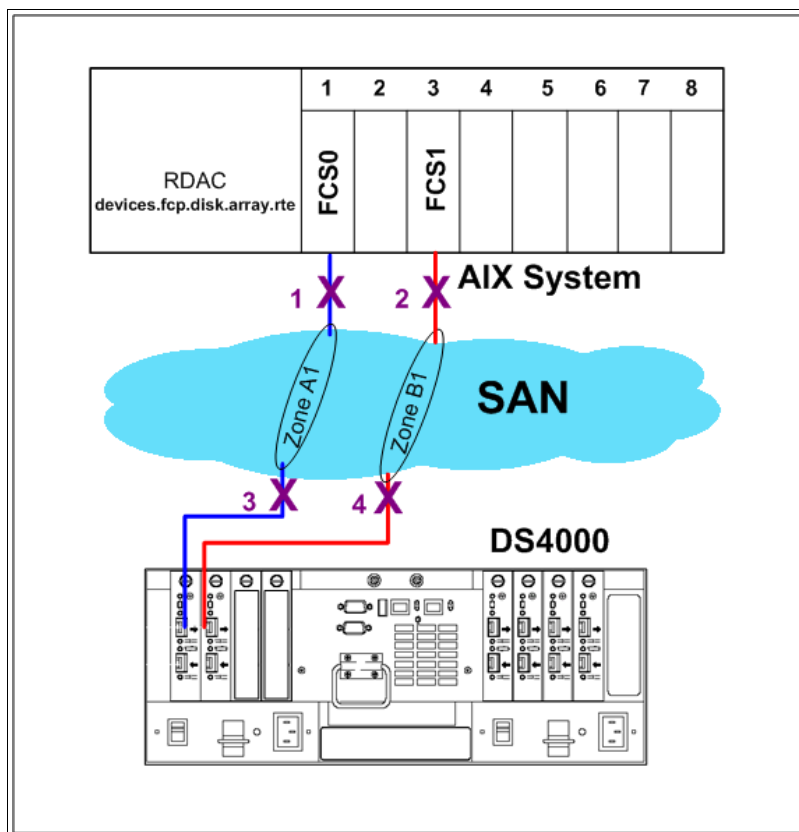 1 2 3 4 5 6 7 8
RDAC
devices.fcp.disk.array.rte
FCS0
FCS1
AIX System
1
2
Zone A1
Zone B1
SAN
3
4
DS4000